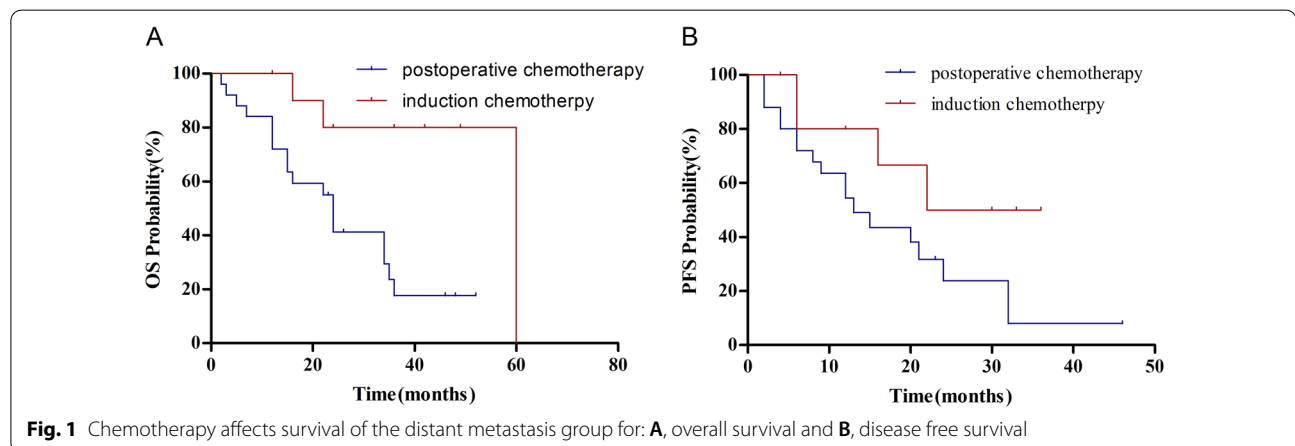 A
B
postoperative chemotherapy
induction chemotherpy
OS Probability(%)
100
80
60
40
20
0
0 20 40 60 80
Time(months)
postoperative chemotherapy
induction chemotherpy
PFS Probability(%)
100
80
60
40
20
0
0 10 20 30 40 50
Time(months)
Fig. 1 Chemotherapy affects survival of the distant metastasis group for: A, overall survival and B, disease free survival